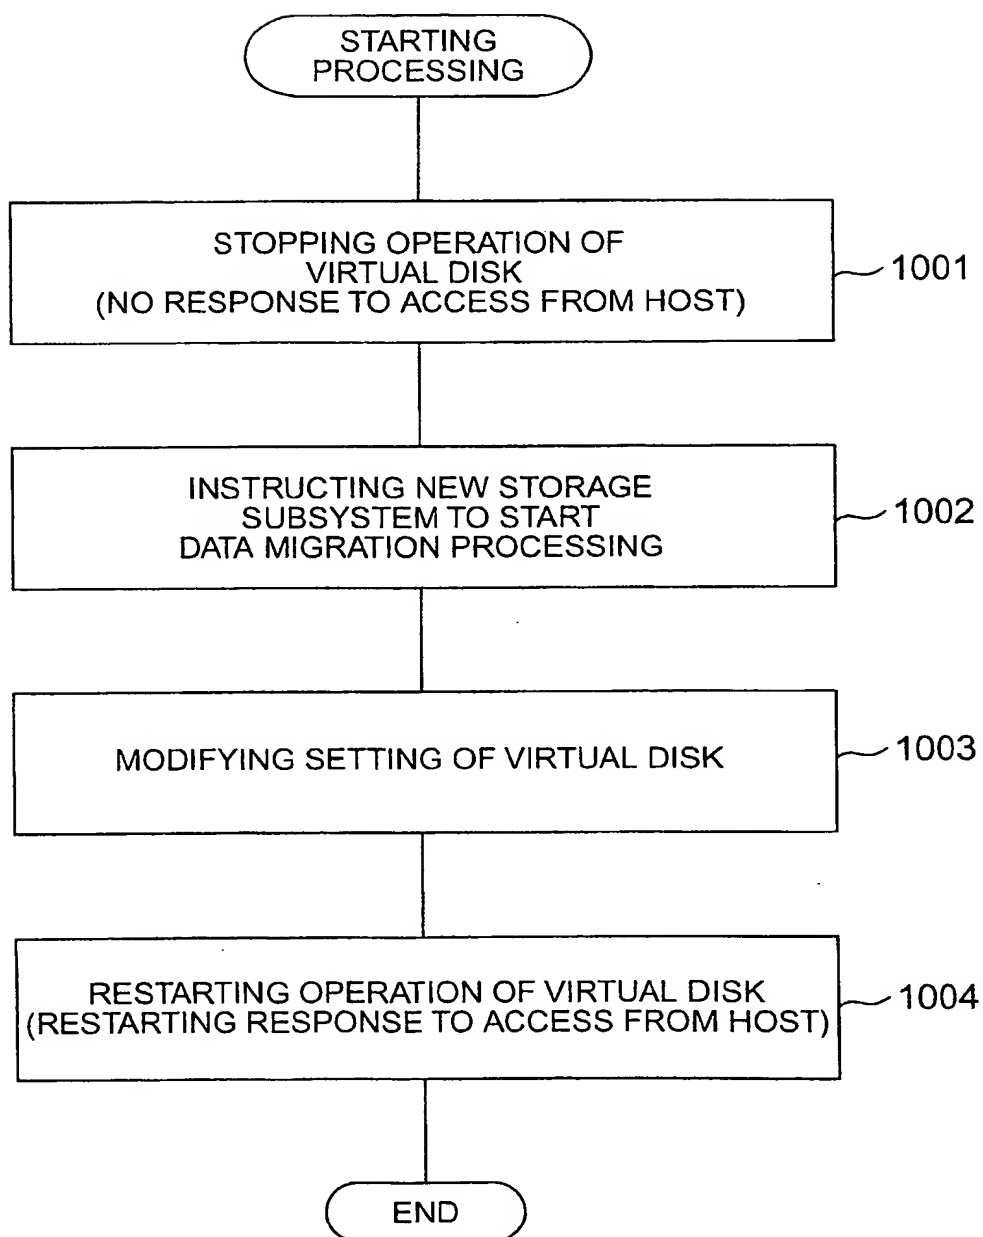 STARTING
PROCESSING
STOPPING OPERATION OF
VIRTUAL DISK
(NO RESPONSE TO ACCESS FROM HOST)
1001
INSTRUCTING NEW STORAGE
SUBSYSTEM TO START
DATA MIGRATION PROCESSING
1002
MODIFYING SETTING OF VIRTUAL DISK
1003
RESTARTING OPERATION OF VIRTUAL DISK
(RESTARTING RESPONSE TO ACCESS FROM HOST)
1004
END